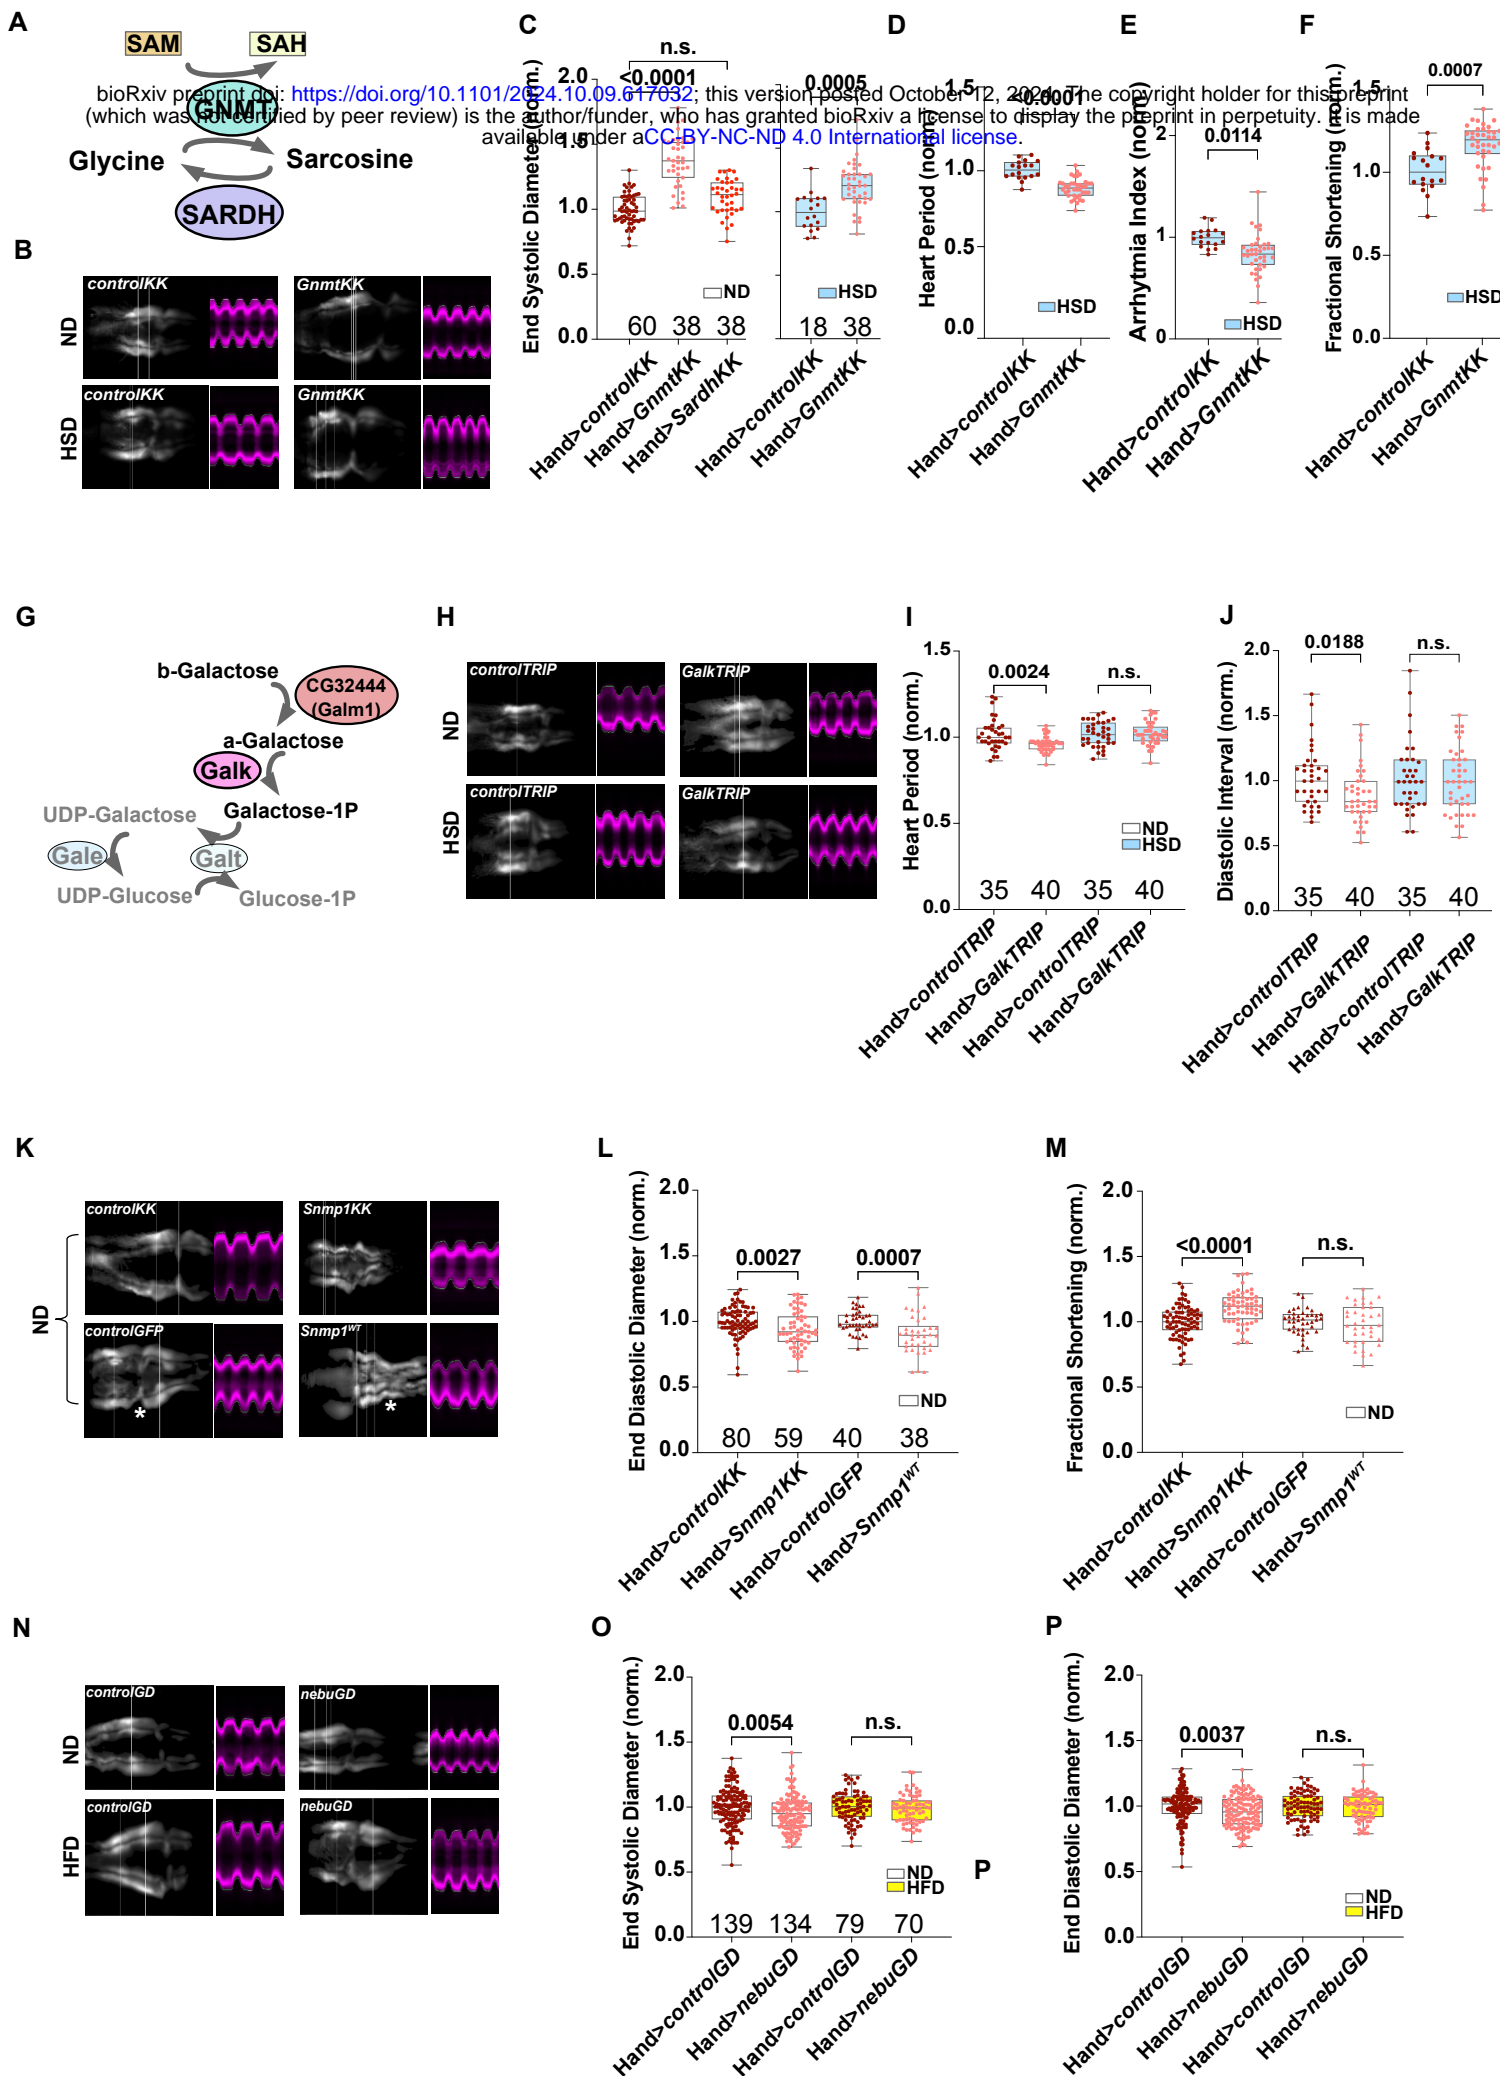 A
SAM
SAH
GNMT
Glycine
Sarcosine
SARDH
bioRxiv preprint doi: https://doi.org/10.1101/2024.10.09.617032; this version posted October 12, 2024. The copyright holder for this preprint
(which was not certified by peer review) is the author/funder, who has granted bioRxiv a license to display the preprint in perpetuity. It is made
available under aCC-BY-NC-ND 4.0 International license.
B
ND
HSD
controlKK
GnmtKK
controlKK
GnmtKK
C
End Systolic Diameter (norm.)
2.0
1.5
1.0
0.5
0.0
n.s.
<0.0001
0.0005
ND
HSD
60
38
38
18
38
Hand>controlKK
Hand>GnmtKK
Hand>SardhKK
Hand>controlKK
Hand>GnmtKK
D
Heart Period (norm.)
1.5
1.0
0.5
0.0
<0.0001
HSD
Hand>controlKK
Hand>GnmtKK
E
Arrhytmia Index (norm)
2
1
0
0.0114
HSD
Hand>controlKK
Hand>GnmtKK
F
Fractional Shortening (norm.)
1.5
1.0
0.5
0.0
0.0007
HSD
Hand>controlKK
Hand>GnmtKK
G
b-Galactose
CG32444
(Galm1)
a-Galactose
Galk
Galactose-1P
UDP-Galactose
Gale
Galt
UDP-Glucose
Glucose-1P
H
ND
HSD
controlTRIP
GalkTRIP
controlTRIP
GalkTRIP
I
Heart Period (norm.)
1.5
1.0
0.5
0.0
0.0024
n.s.
ND
HSD
35
40
35
40
Hand>controlTRIP
Hand>GalkTRIP
Hand>controlTRIP
Hand>GalkTRIP
J
Diastolic Interval (norm.)
2.0
1.5
1.0
0.5
0.0
0.0188
n.s.
35
40
35
40
Hand>controlTRIP
Hand>GalkTRIP
Hand>controlTRIP
Hand>GalkTRIP
K
ND
controlKK
Snmp1KK
controlGFP
*
Snmp1WT
*
L
End Diastolic Diameter (norm.)
2.0
1.5
1.0
0.5
0.0
0.0027
0.0007
ND
80
59
40
38
Hand>controlKK
Hand>Snmp1KK
Hand>controlGFP
Hand>Snmp1WT
M
Fractional Shortening (norm.)
2.0
1.5
1.0
0.5
0.0
<0.0001
n.s.
ND
Hand>controlKK
Hand>Snmp1KK
Hand>controlGFP
Hand>Snmp1WT
N
ND
HFD
controlGD
nebuGD
controlGD
nebuGD
O
End Systolic Diameter (norm.)
2.0
1.5
1.0
0.5
0.0
0.0054
n.s.
ND
HFD
139
134
79
70
Hand>controlGD
Hand>nebuGD
Hand>controlGD
Hand>nebuGD
P
P
End Diastolic Diameter (norm.)
2.0
1.5
1.0
0.5
0.0
0.0037
n.s.
ND
HFD
Hand>controlGD
Hand>nebuGD
Hand>controlGD
Hand>nebuGD